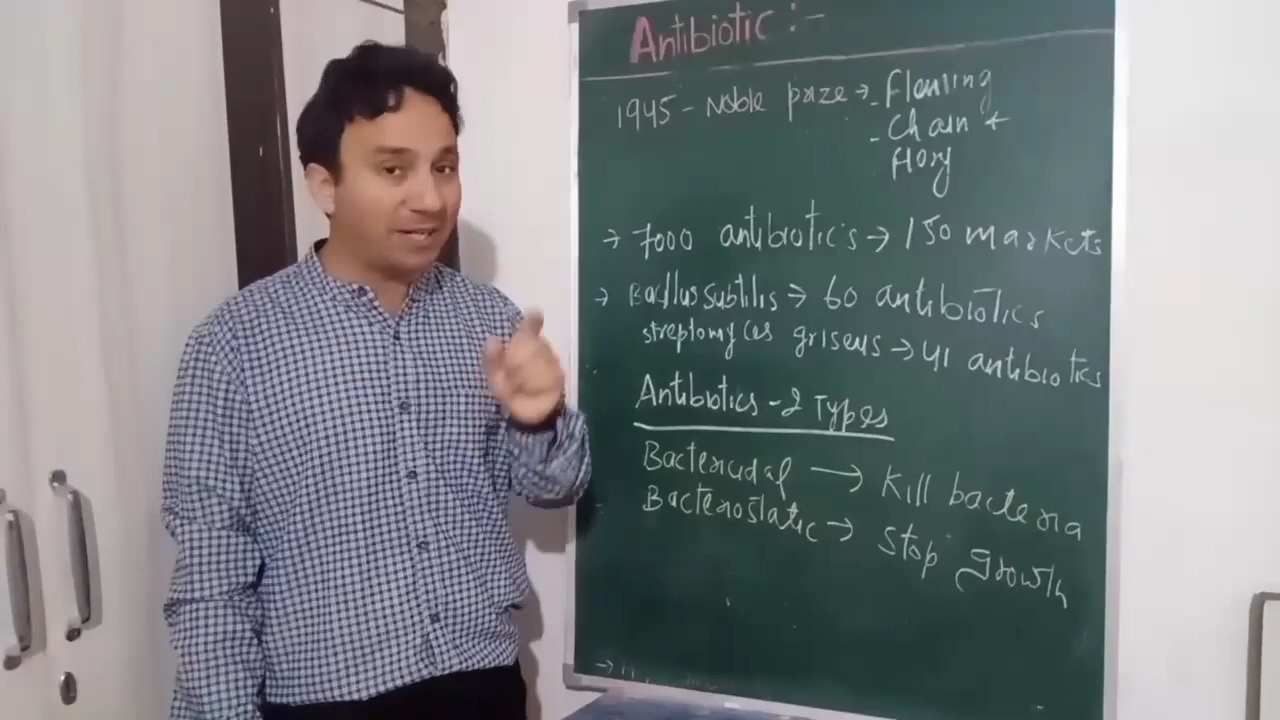 Antibiotic :-
1945 - Noble prize → - Fleming
- Chain +
Flory
→ 7000 antibiotics → 150 markets
→ Bacillus subtilis → 60 antibiotics
streptomyces griseus → 41 antibiotics
Antibiotics - 2 Types
Bactericidal → Kill bacteria
Bacteriostatic → Stop growth